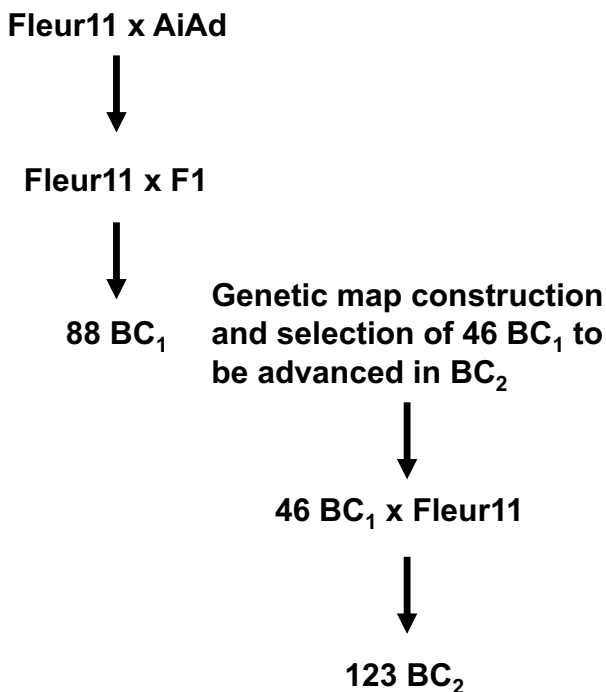 Fleur11 x AiAd
Fleur11 x F1
88 BC₁
Genetic map construction
and selection of 46 BC₁ to
be advanced in BC₂
46 BC₁ x Fleur11
123 BC₂